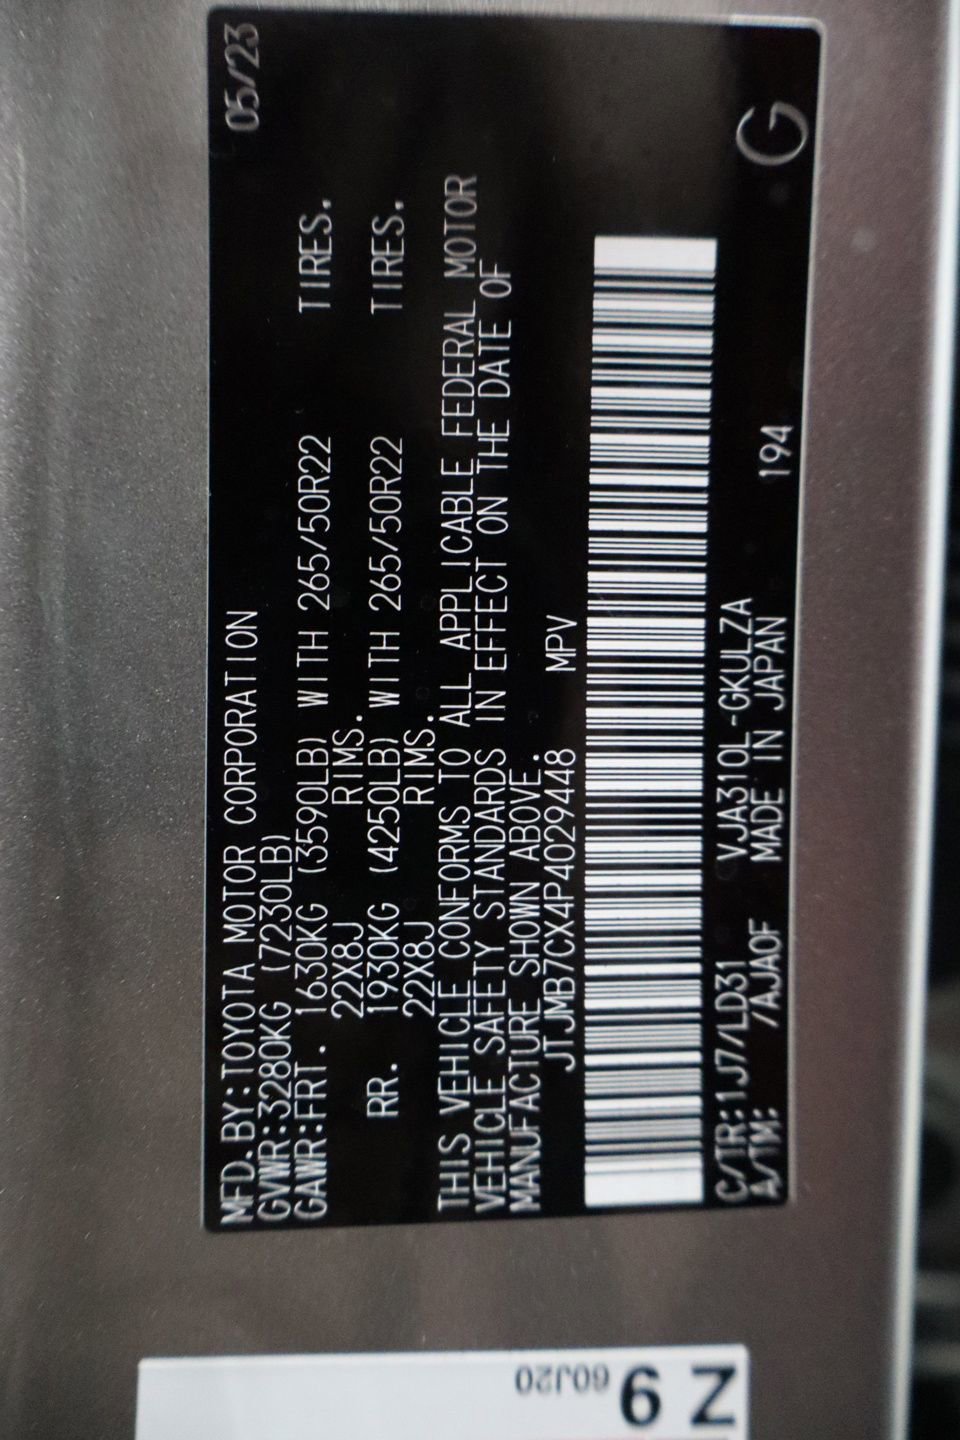 MFD.BY:TOYOTA MOTOR CORPORATION 05/23
GVWR:3280KG (7230LB)
GAWR:FRT. 1630KG (3590LB) WITH 265/50R22 TIRES.
22X8J RIMS.
RR. 1930KG (4250LB) WITH 265/50R22 TIRES.
22X8J RIMS.
THIS VEHICLE CONFORMS TO ALL APPLICABLE FEDERAL MOTOR
VEHICLE SAFETY STANDARDS IN EFFECT ON THE DATE OF
MANUFACTURE SHOWN ABOVE.
JTJMB7CX4P4029448 MPV
C/TR:1J7/LD31 VJA310L-GKULZA
A/TM: /AJA0F MADE IN JAPAN 194 G
Z 9
60J20